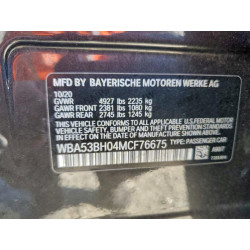 MFD BY BAYERISCHE MOTOREN WERKE AG
10/20
GVWR 4927 lbs 2235 kg
GAWR FRONT 2381 lbs 1080 kg
GAWR REAR 2745 lbs 1245 kg
THIS VEHICLE CONFORMS TO ALL APPLICABLE U.S. FEDERAL MOTOR
VEHICLE SAFETY, BUMPER, AND THEFT PREVENTION STANDARDS
IN EFFECT ON THE DATE OF MANUFACTURE SHOWN ABOVE.
WBA53BH04MCF76675 TYPE: PASSENGER CAR